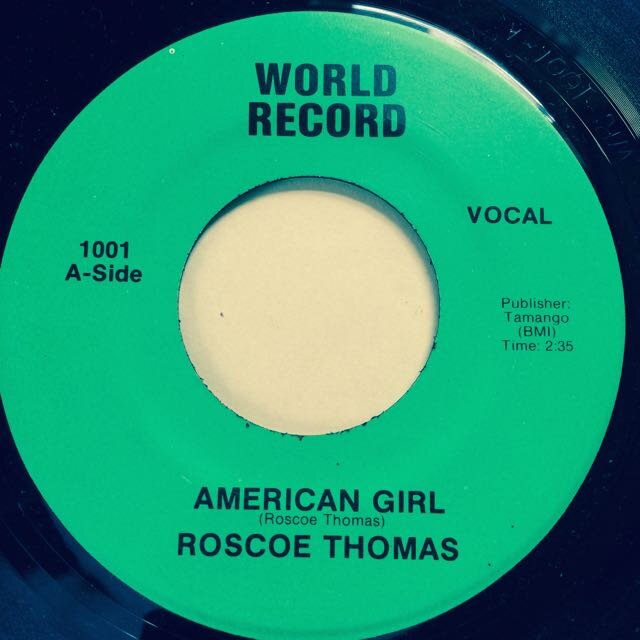 WORLD
RECORD
VOCAL
1001
A-Side
Publisher:
Tamango
(BMI)
Time: 2:35
AMERICAN GIRL
(Roscoe Thomas)
ROSCOE THOMAS